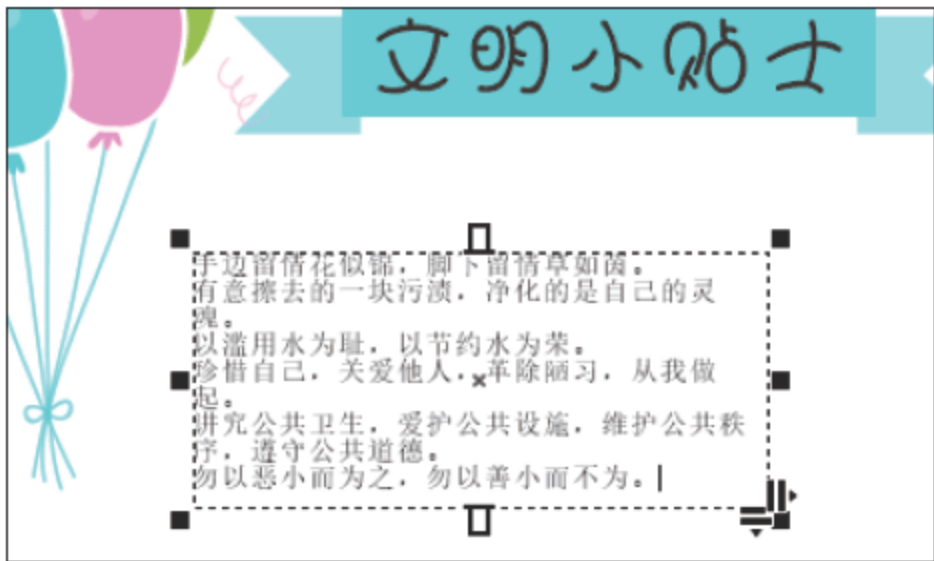 文明小贴士
手边留情花似锦，脚下留情草如茵。
有意擦去的一块污渍，净化的是自己的灵
魂。
以滥用水为耻，以节约水为荣。
珍惜自己，关爱他人，革除陋习，从我做
起。
讲究公共卫生，爱护公共设施，维护公共秩
序，遵守公共道德。
勿以恶小而为之，勿以善小而不为。